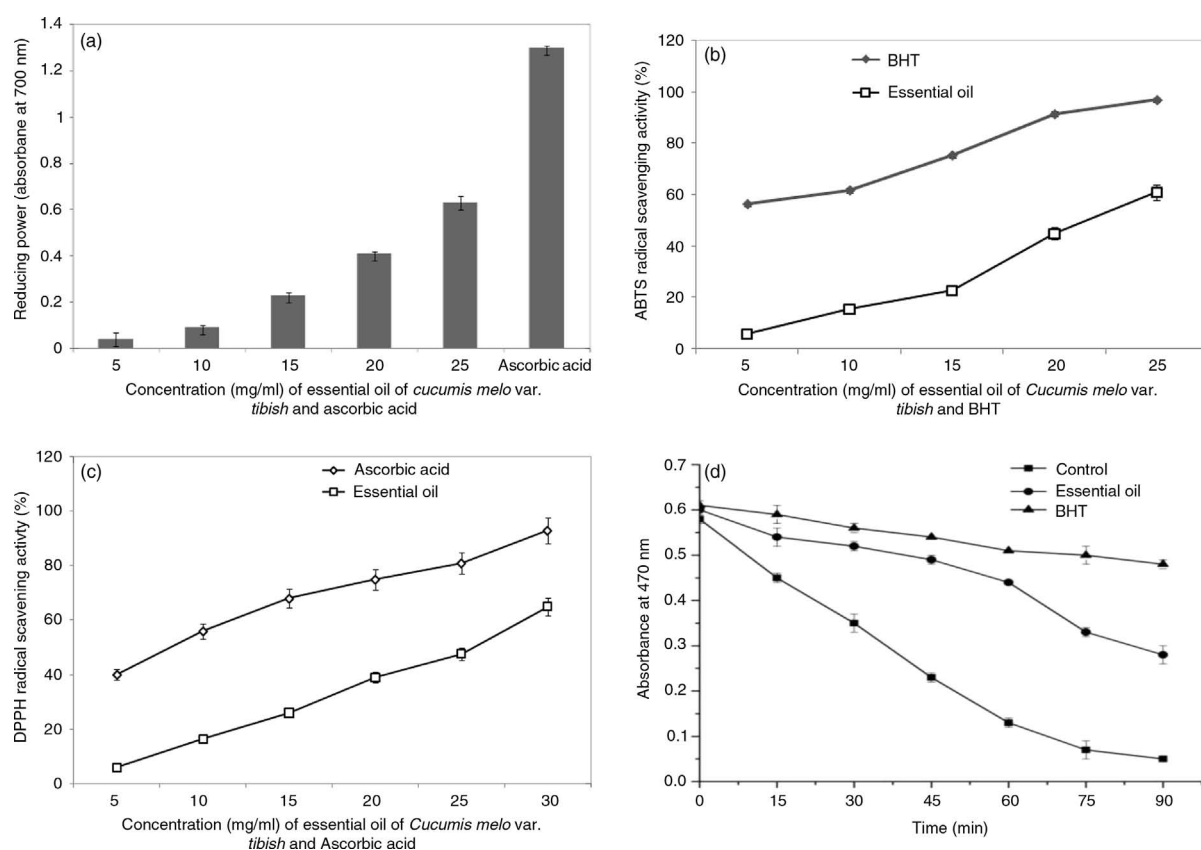 (a)
Reducing power (absorbane at 700 nm)
1.4
1.2
1
0.8
0.6
0.4
0.2
0
5 10 15 20 25 Ascorbic acid
Concentration (mg/ml) of essential oil of cucumis melo var.
tibish and ascorbic acid
(b)
BHT
Essential oil
ABTS radical scavenging activity (%)
120
100
80
60
40
20
0
5 10 15 20 25
Concentration (mg/ml) of essential oil of Cucumis melo var.
tibish and BHT
(c)
Ascorbic acid
Essential oil
DPPH radical scavening activty (%)
120
100
80
60
40
20
0
5 10 15 20 25 30
Concentration (mg/ml) of essential oil of Cucumis melo var.
tibish and Ascorbic acid
(d)
Control
Essential oil
BHT
Absorbance at 470 nm
0.7
0.6
0.5
0.4
0.3
0.2
0.1
0.0
0 15 30 45 60 75 90
Time (min)